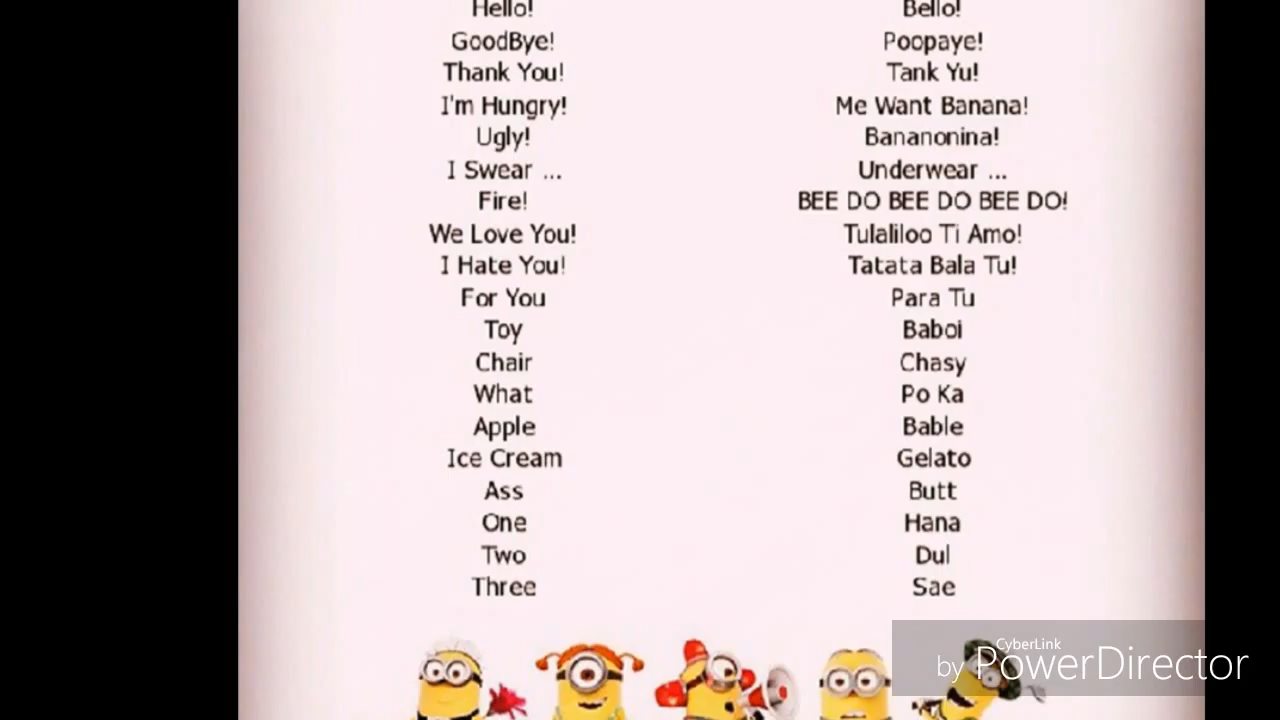 Hello! Bello!
GoodBye! Poopaye!
Thank You! Tank Yu!
I'm Hungry! Me Want Banana!
Ugly! Bananonina!
I Swear ... Underwear ...
Fire! BEE DO BEE DO BEE DO!
We Love You! Tulaliloo Ti Amo!
I Hate You! Tatata Bala Tu!
For You Para Tu
Toy Baboi
Chair Chasy
What Po Ka
Apple Bable
Ice Cream Gelato
Ass Butt
One Hana
Two Dul
Three Sae
CyberLink
by PowerDirector